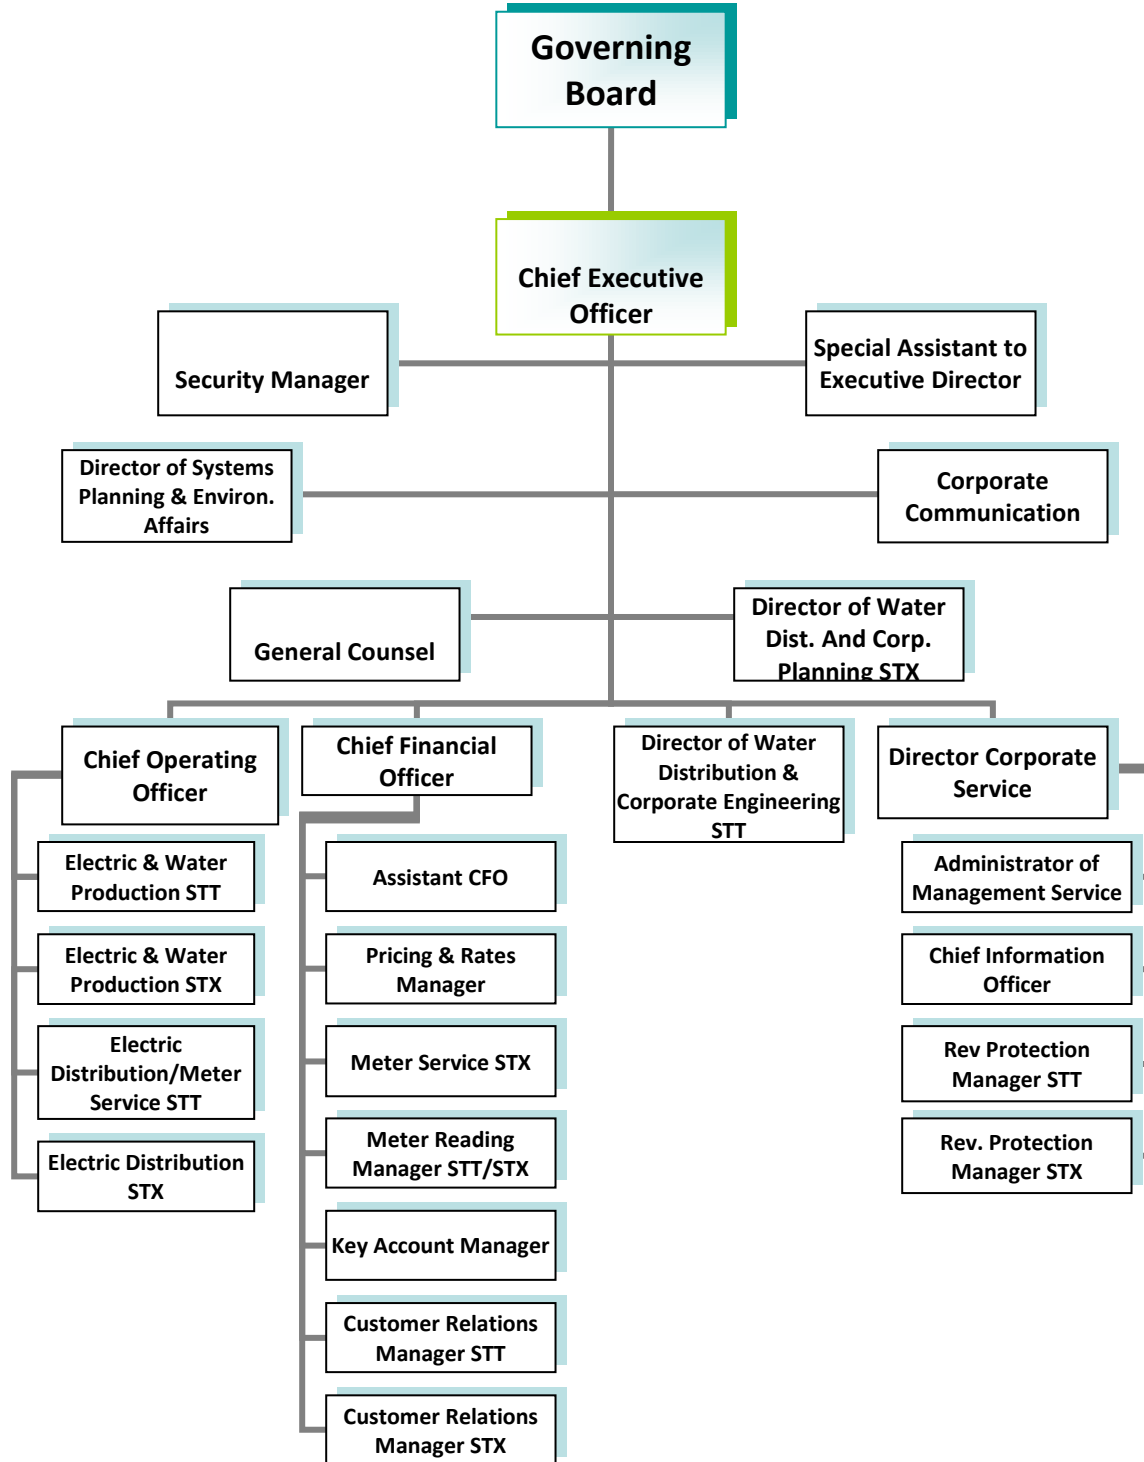 Governing
Board
Chief Executive
Officer
Security Manager
Special Assistant to
Executive Director
Director of Systems
Planning & Environ.
Affairs
Corporate
Communication
General Counsel
Director of Water
Dist. And Corp.
Planning STX
Chief Operating
Officer
Chief Financial
Officer
Director of Water
Distribution &
Corporate Engineering
STT
Director Corporate
Service
Electric & Water
Production STT
Electric & Water
Production STX
Electric
Distribution/Meter
Service STT
Electric Distribution
STX
Assistant CFO
Pricing & Rates
Manager
Meter Service STX
Meter Reading
Manager STT/STX
Key Account Manager
Customer Relations
Manager STT
Customer Relations
Manager STX
Administrator of
Management Service
Chief Information
Officer
Rev Protection
Manager STT
Rev. Protection
Manager STX